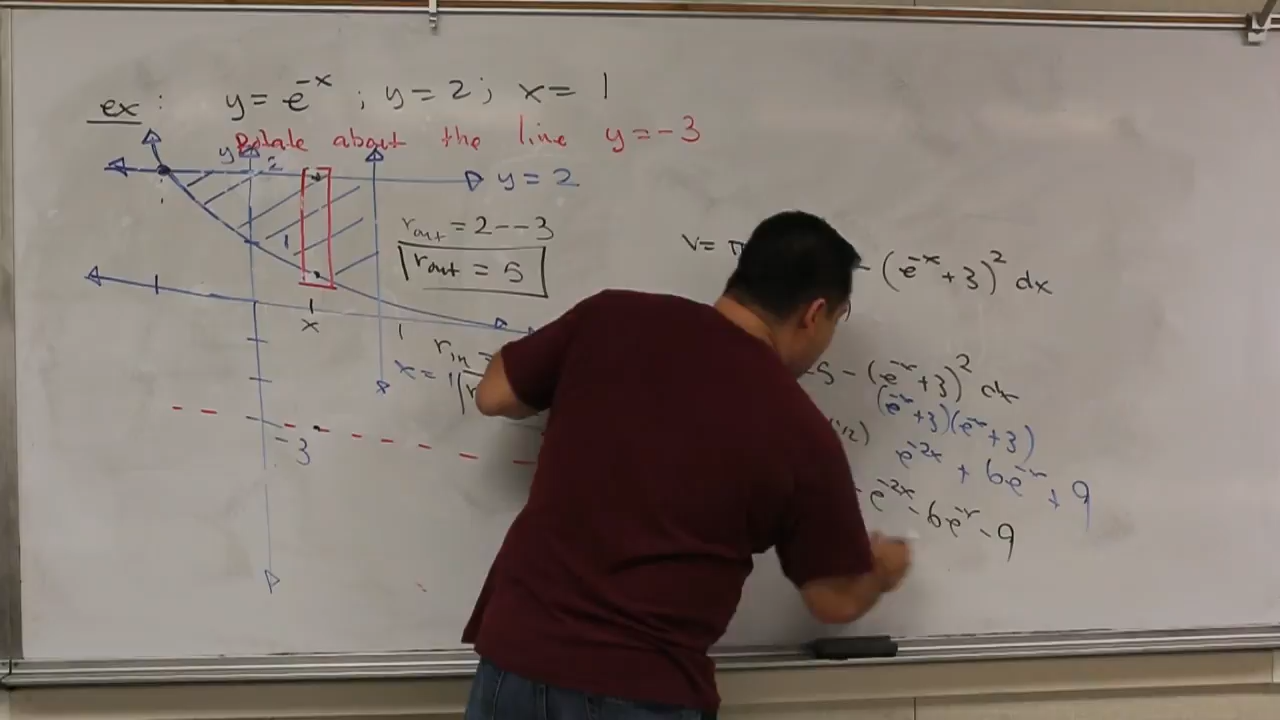 ex: y = e^-x ; y = 2 ; x = 1
Rotate about the line y = -3
y
2
y = 2
1
r_out = 2 - -3
r_out = 5
x
1
r_in =
x = 1
-3
V = π - (e^-x + 3)^2 dx
5 - (e^-x + 3)^2 dx
(e^-x + 3)(e^-x + 3)
e^-2x + 6e^-x + 9
e^-2x - 6e^-x - 9